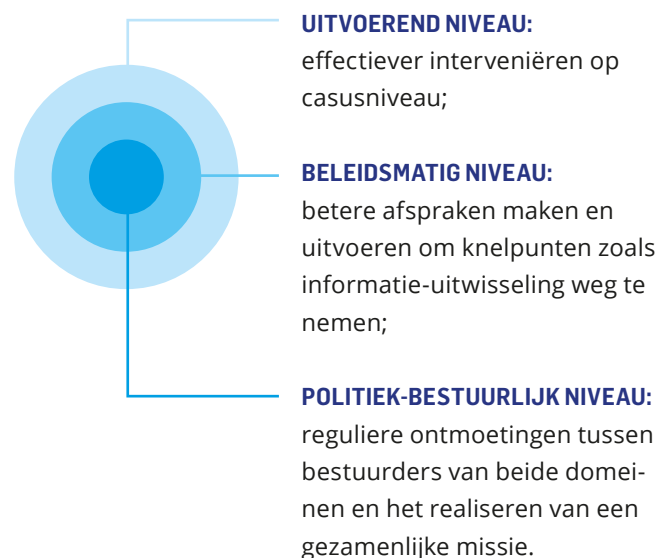 UITVOEREND NIVEAU:
effectiever interveniëren op
casusniveau;
BELEIDSMATIG NIVEAU:
betere afspraken maken en
uitvoeren om knelpunten zoals
informatie-uitwisseling weg te
nemen;
POLITIEK-BESTUURLIJK NIVEAU:
reguliere ontmoetingen tussen
bestuurders van beide domei-
nen en het realiseren van een
gezamenlijke missie.